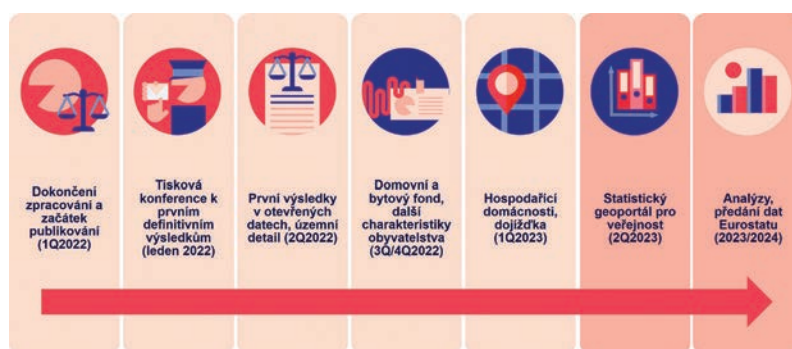 Dokončení
zpracování a
začátek
publikování
(1Q2022)
Tisková
konference k
prvním
definitivním
výsledkům
(leden 2022)
První výsledky
v otevřených
datech, územní
detail (2Q2022)
Domovní a
bytový fond,
další
charakteristiky
obyvatelstva
(3Q/4Q2022)
Hospodařící
domácnosti,
dojížďka
(1Q2023)
Statistický
geoportál pro
veřejnost
(2Q2023)
Analýzy,
předání dat
Eurostatu
(2023/2024)